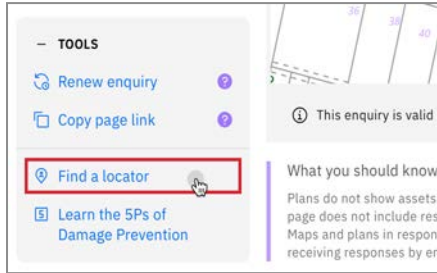 36
38
40
– TOOLS
Renew enquiry ?
Copy page link ?
Find a locator
5 Learn the 5Ps of
Damage Prevention
This enquiry is valid
What you should know
Plans do not show assets
page does not include res
Maps and plans in respon
receiving responses by em